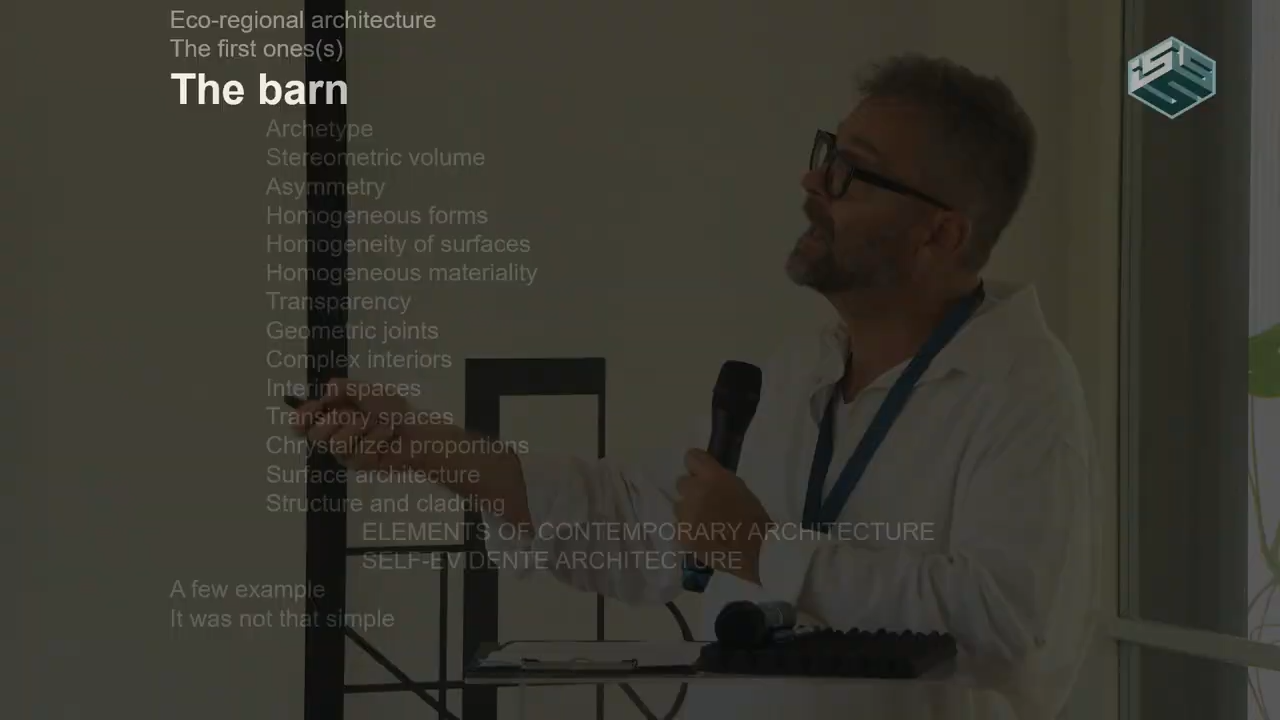 Eco-regional architecture
The first ones(s)
The barn
Archetype
Stereometric volume
Asymmetry
Homogeneous forms
Homogeneity of surfaces
Homogeneous materiality
Transparency
Geometric joints
Complex interiors
Interim spaces
Transitory spaces
Chrystallized proportions
Surface architecture
Structure and cladding
ELEMENTS OF CONTEMPORARY ARCHITECTURE
SELF-EVIDENTE ARCHITECTURE
A few example
It was not that simple